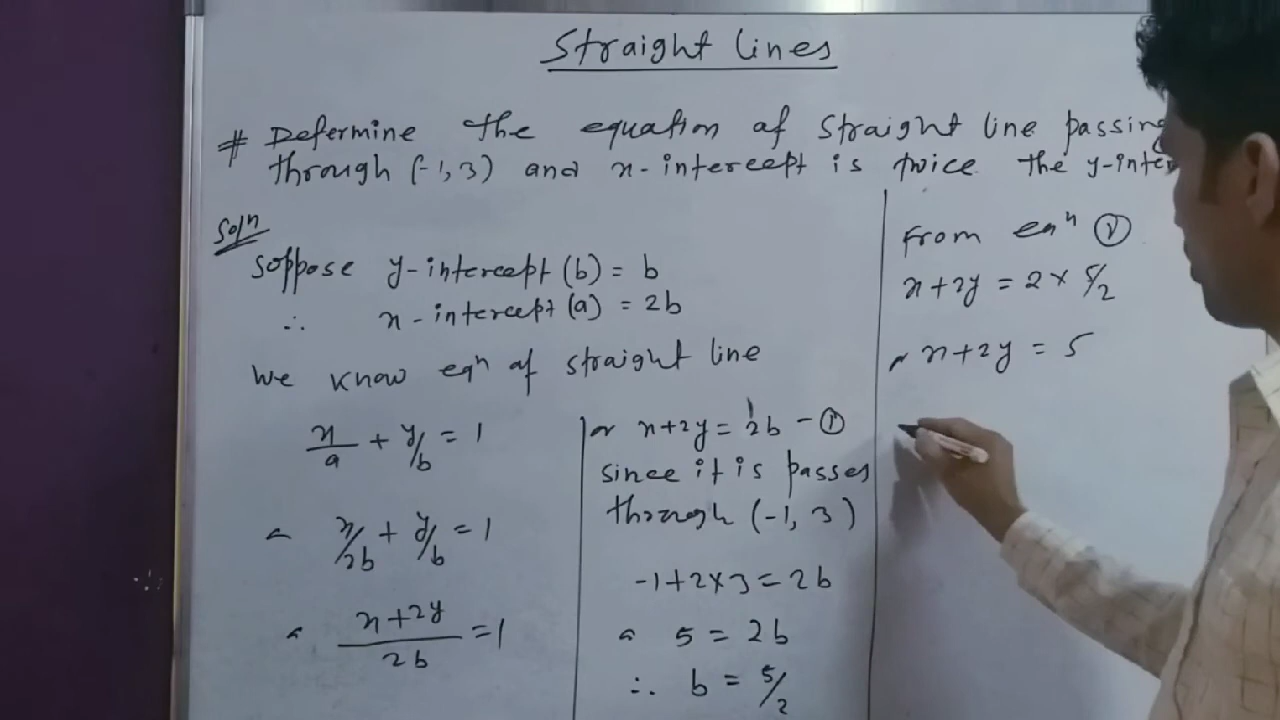 Straight lines
# Determine the equation of straight line passing
through (-1, 3) and x-intercept is twice the y-inter
Solⁿ
Soppose y-intercept (b) = b
∴ x-intercept (a) = 2b
We know eqⁿ of straight line
x/a + y/b = 1
or x/2b + y/b = 1
or (x+2y)/2b = 1
or x+2y = 2b - ①
since it is passes
through (-1, 3)
-1+2×3 = 2b
or 5 = 2b
∴ b = 5/2
From eqⁿ ①
x+2y = 2 × 5/2
or x+2y = 5